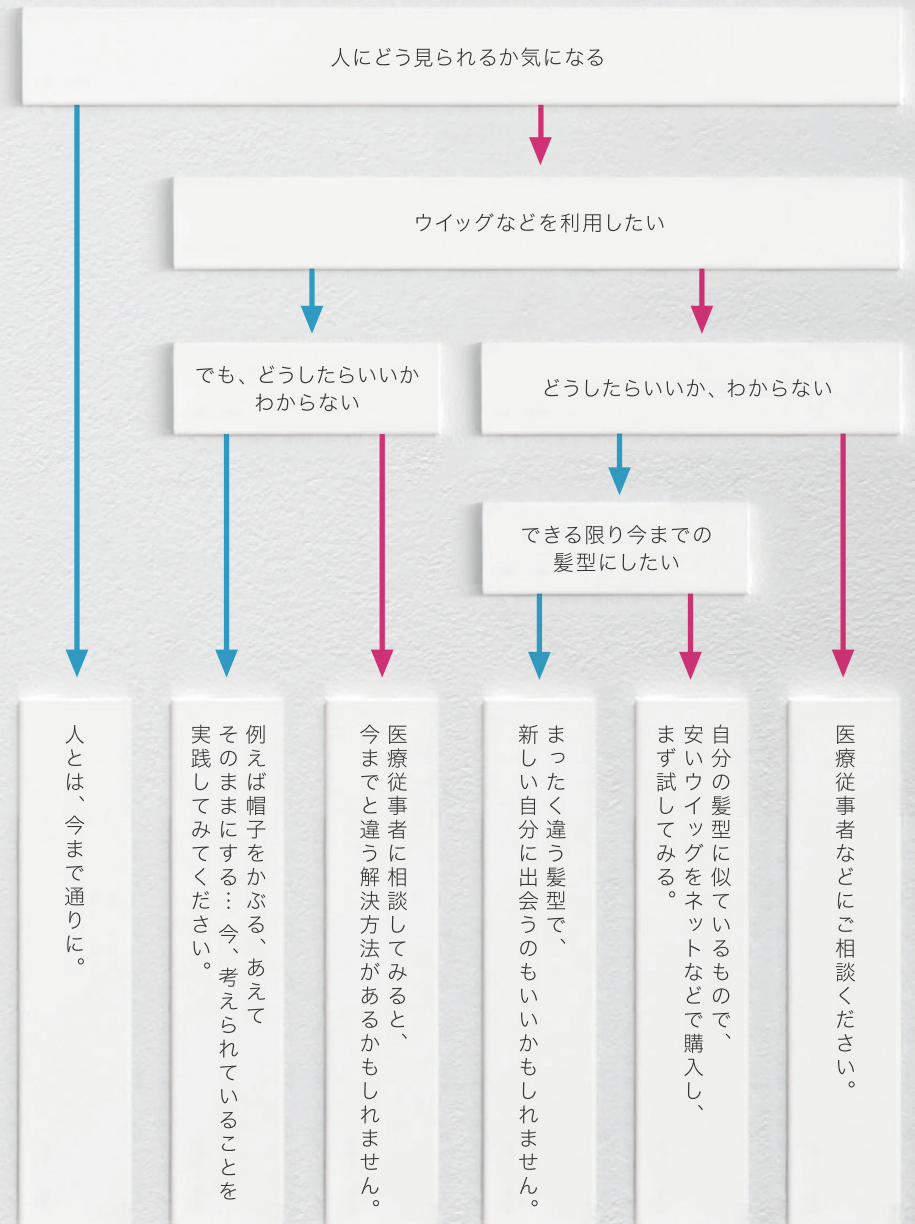 人にどう見られるか気になる
ウイッグなどを利用したい
でも、どうしたらいいか
わからない
どうしたらいいか、わからない
できる限り今までの
髪型にしたい
人とは、今まで通りに。
例えば帽子をかぶる、あえて
そのままにする… 今、考えられていることを
実践してみてください。
医療従事者に相談してみると、
今までと違う解決方法があるかもしれません。
まったく違う髪型で、
新しい自分に出会うのもいいかもしれません。
自分の髪型に似ているもので、
安いウイッグをネットなどで購入し、
まず試してみる。
医療従事者などにご相談ください。